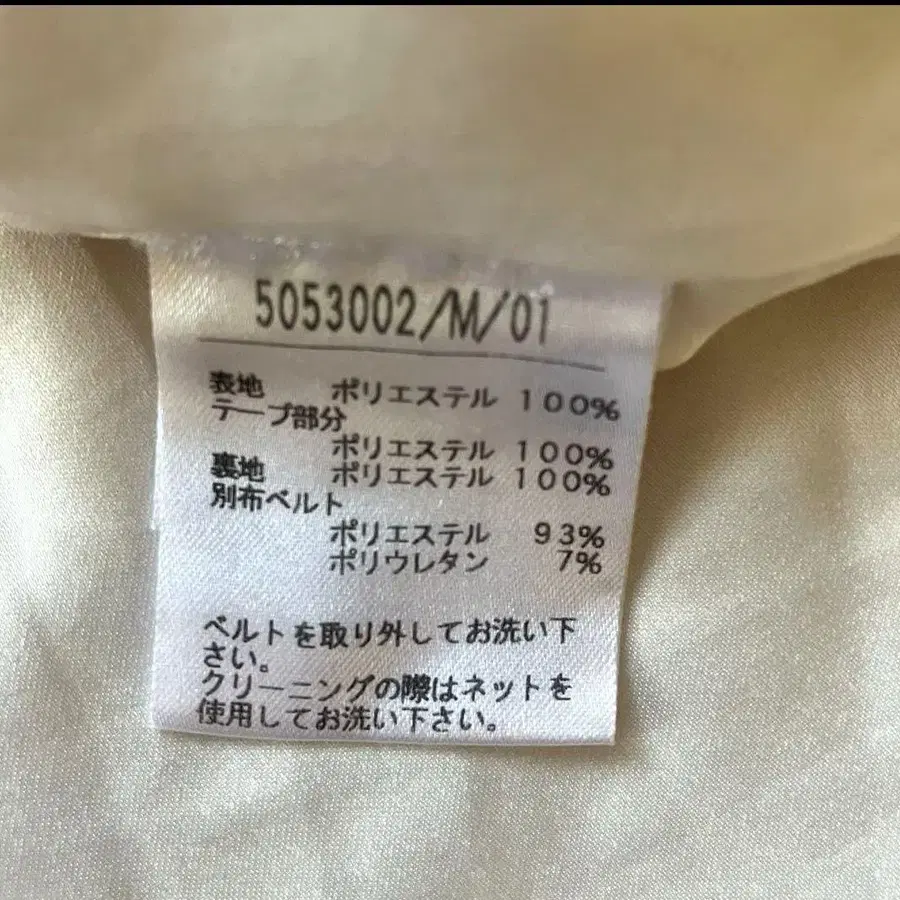 5053002/M/01
表地 ポリエステル 100%
テープ部分
ポリエステル 100%
裏地 ポリエステル 100%
別布ベルト
ポリエステル 93%
ポリウレタン 7%
ベルトを取り外してお洗い下
さい。
クリーニングの際はネットを
使用してお洗い下さい。